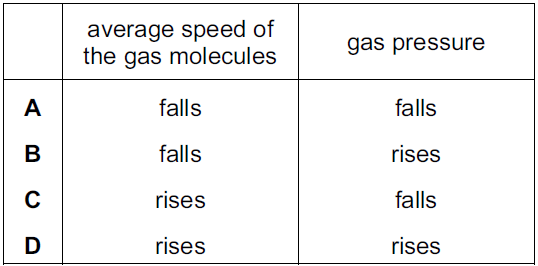 average speed of
the gas molecules
gas pressure
A falls falls
B falls rises
C rises falls
D rises rises